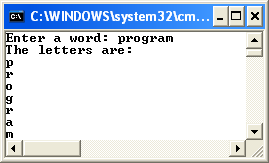 C:\WINDOWS\system32\cm...
Enter a word: program
The letters are:
p
r
o
g
r
a
m